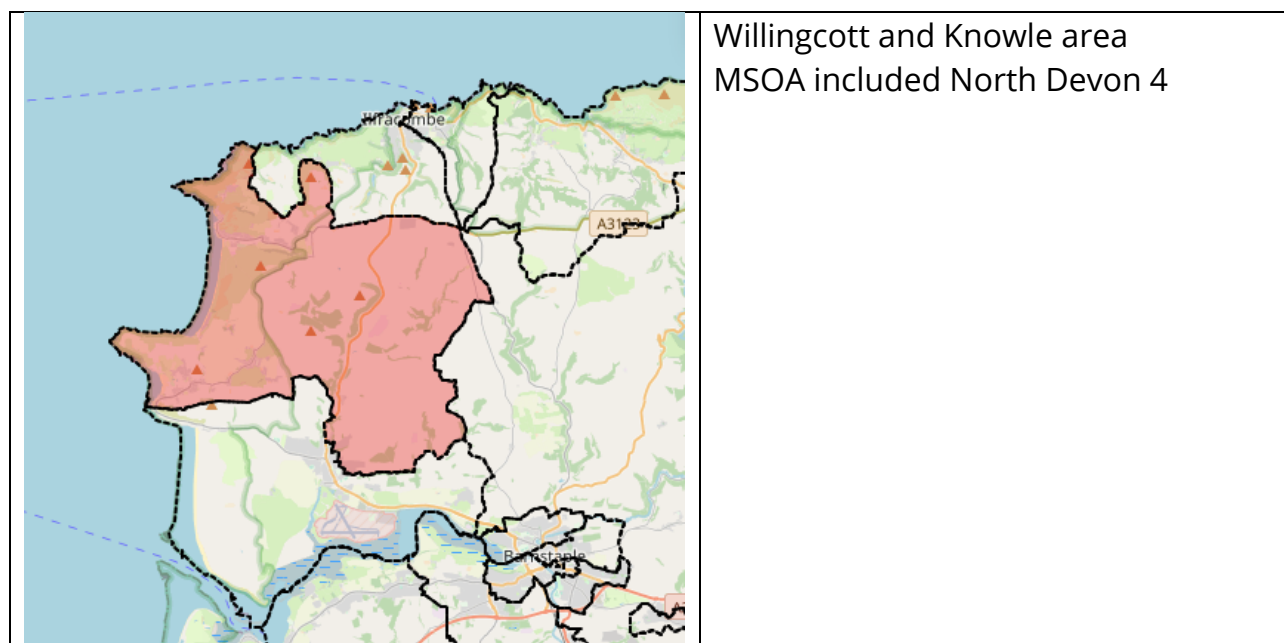 Willingcott and Knowle area
MSOA included North Devon 4
Ilfracombe
A3123
Barnstaple